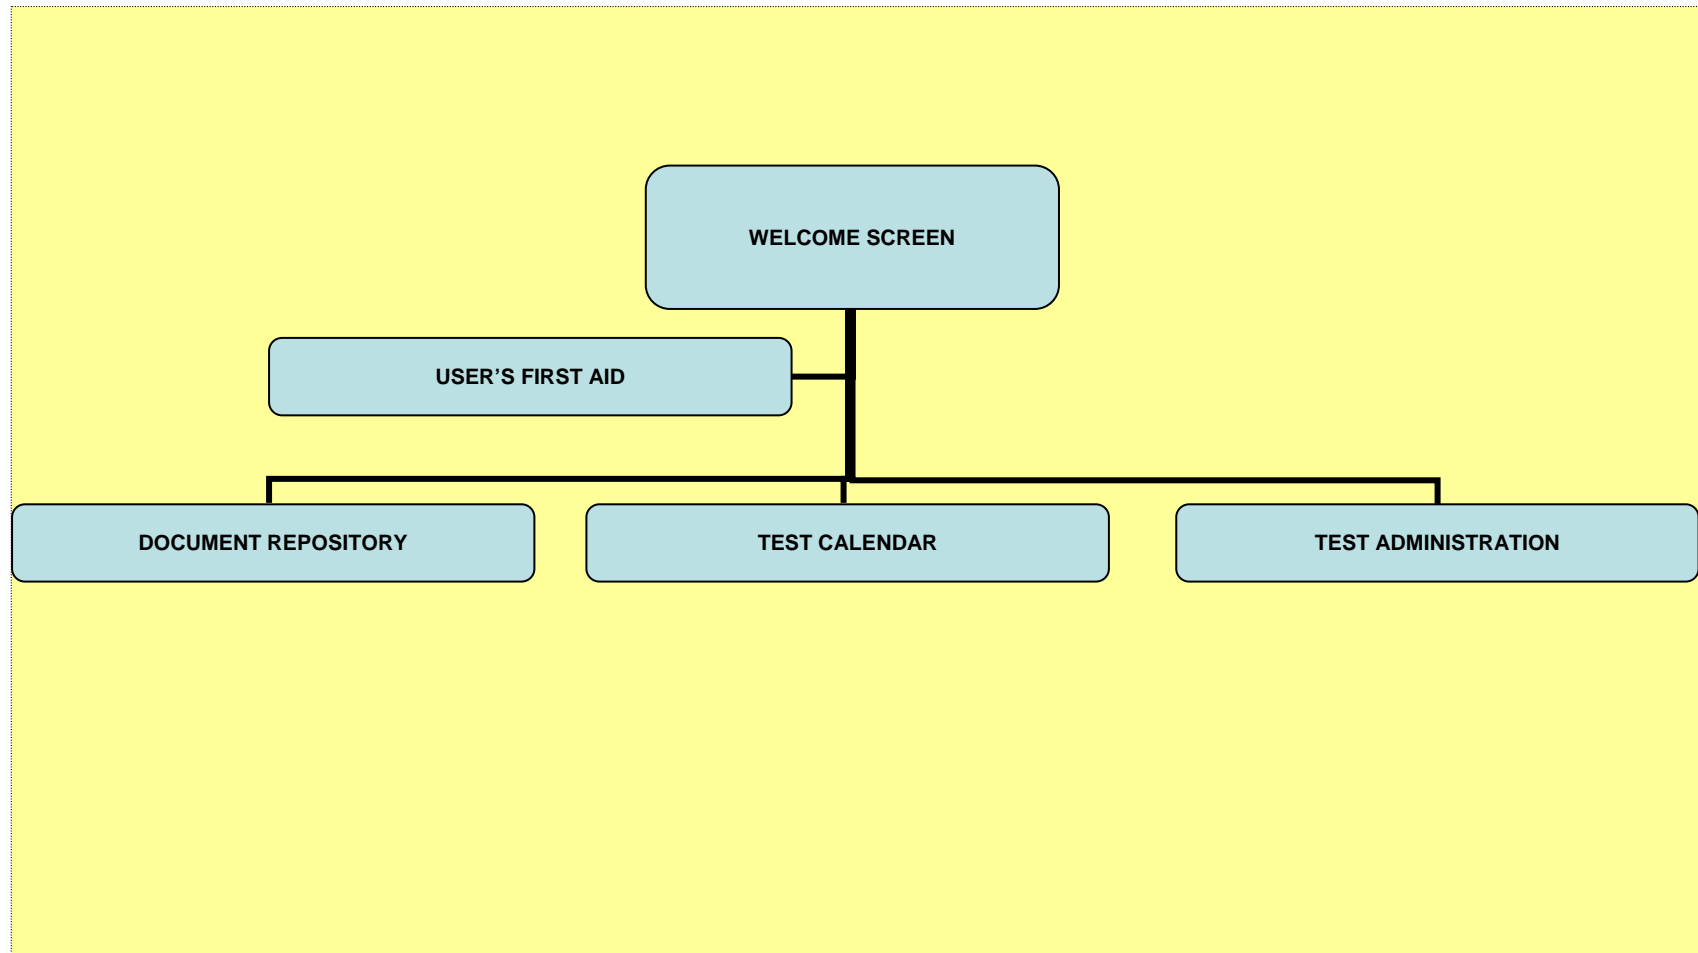 WELCOME SCREEN
USER’S FIRST AID
DOCUMENT REPOSITORY
TEST CALENDAR
TEST ADMINISTRATION